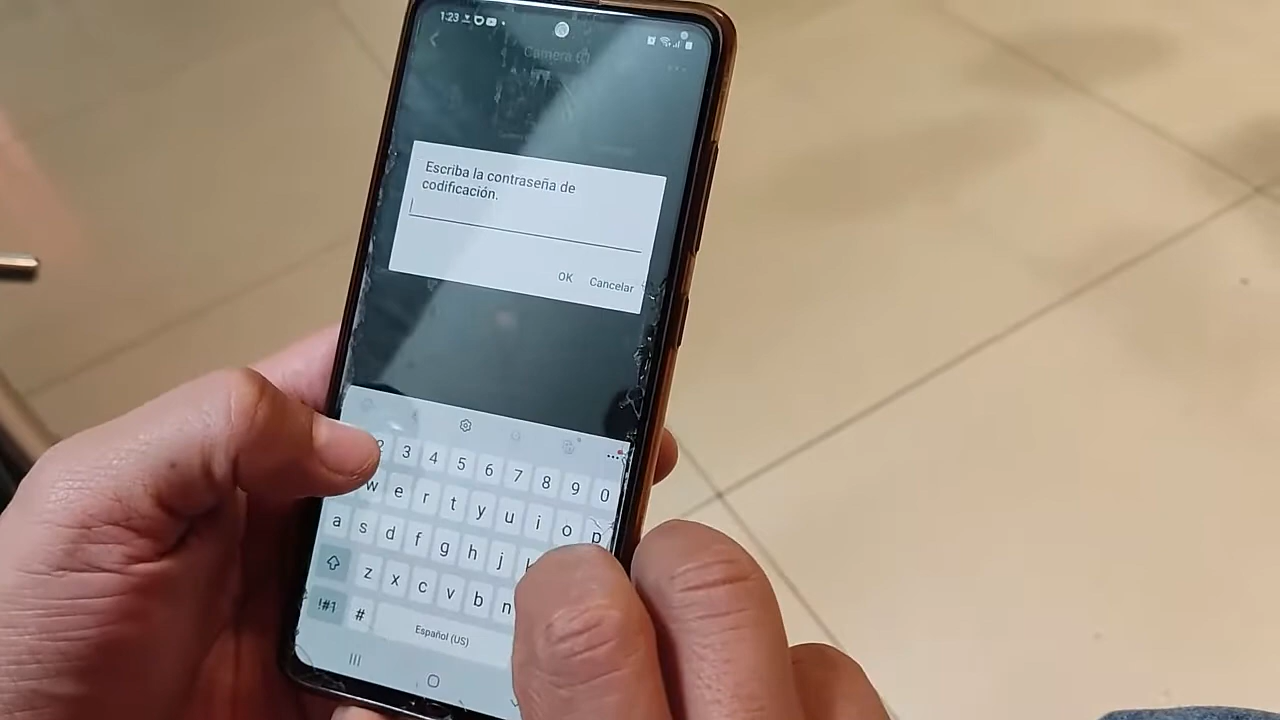 1:23
Camera 01
Escriba la contraseña de
codificación.
OK Cancelar
2 3 4 5 6 7 8 9 0
w e r t y u i o p
a s d f g h j
z x c v b n
!#1 # Español (US)